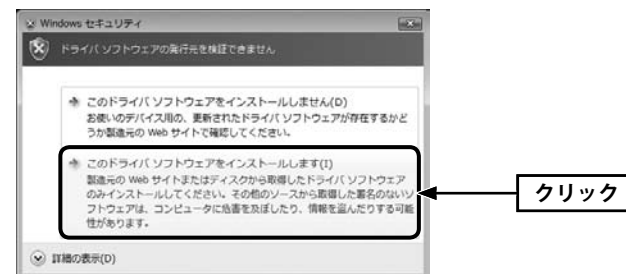 Windows セキュリティ
ドライバ ソフトウェアの発行元を検証できません
このドライバ ソフトウェアをインストールしません(D)
お使いのデバイス用の、更新されたドライバ ソフトウェアが存在するかど
うか製造元の Web サイトで確認してください。
このドライバ ソフトウェアをインストールします(I)
製造元の Web サイトまたはディスクから取得したドライバ ソフトウェア
のみインストールしてください。その他のソースから取得した署名のないソ
フトウェアは、コンピュータに危害を及ぼしたり、情報を盗んだりする可能
性があります。
クリック
詳細の表示(D)